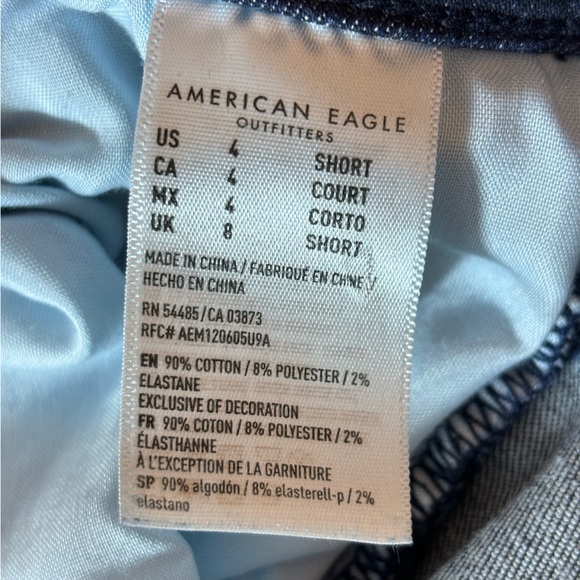 AMERICAN EAGLE
OUTFITTERS
US 4 SHORT
CA 4 COURT
MX 4 CORTO
UK 8 SHORT
MADE IN CHINA / FABRIQUÉ EN CHINE /
HECHO EN CHINA
RN 54485 / CA 03873
RFC# AEM120605U9A
EN 90% COTTON / 8% POLYESTER / 2%
ELASTANE
EXCLUSIVE OF DECORATION
FR 90% COTON / 8% POLYESTER / 2%
ÉLASTHANNE
À L'EXCEPTION DE LA GARNITURE
SP 90% algodón / 8% elasterell-p / 2%
elastano